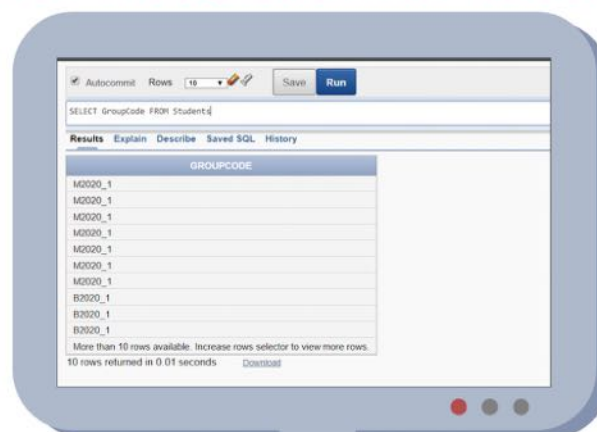 Autocommit Rows 10 Save Run
SELECT GroupCode FROM Students
Results Explain Describe Saved SQL History
GROUPCODE
M2020_1
M2020_1
M2020_1
M2020_1
M2020_1
M2020_1
M2020_1
B2020_1
B2020_1
B2020_1
More than 10 rows available. Increase rows selector to view more rows.
10 rows returned in 0.01 seconds Download